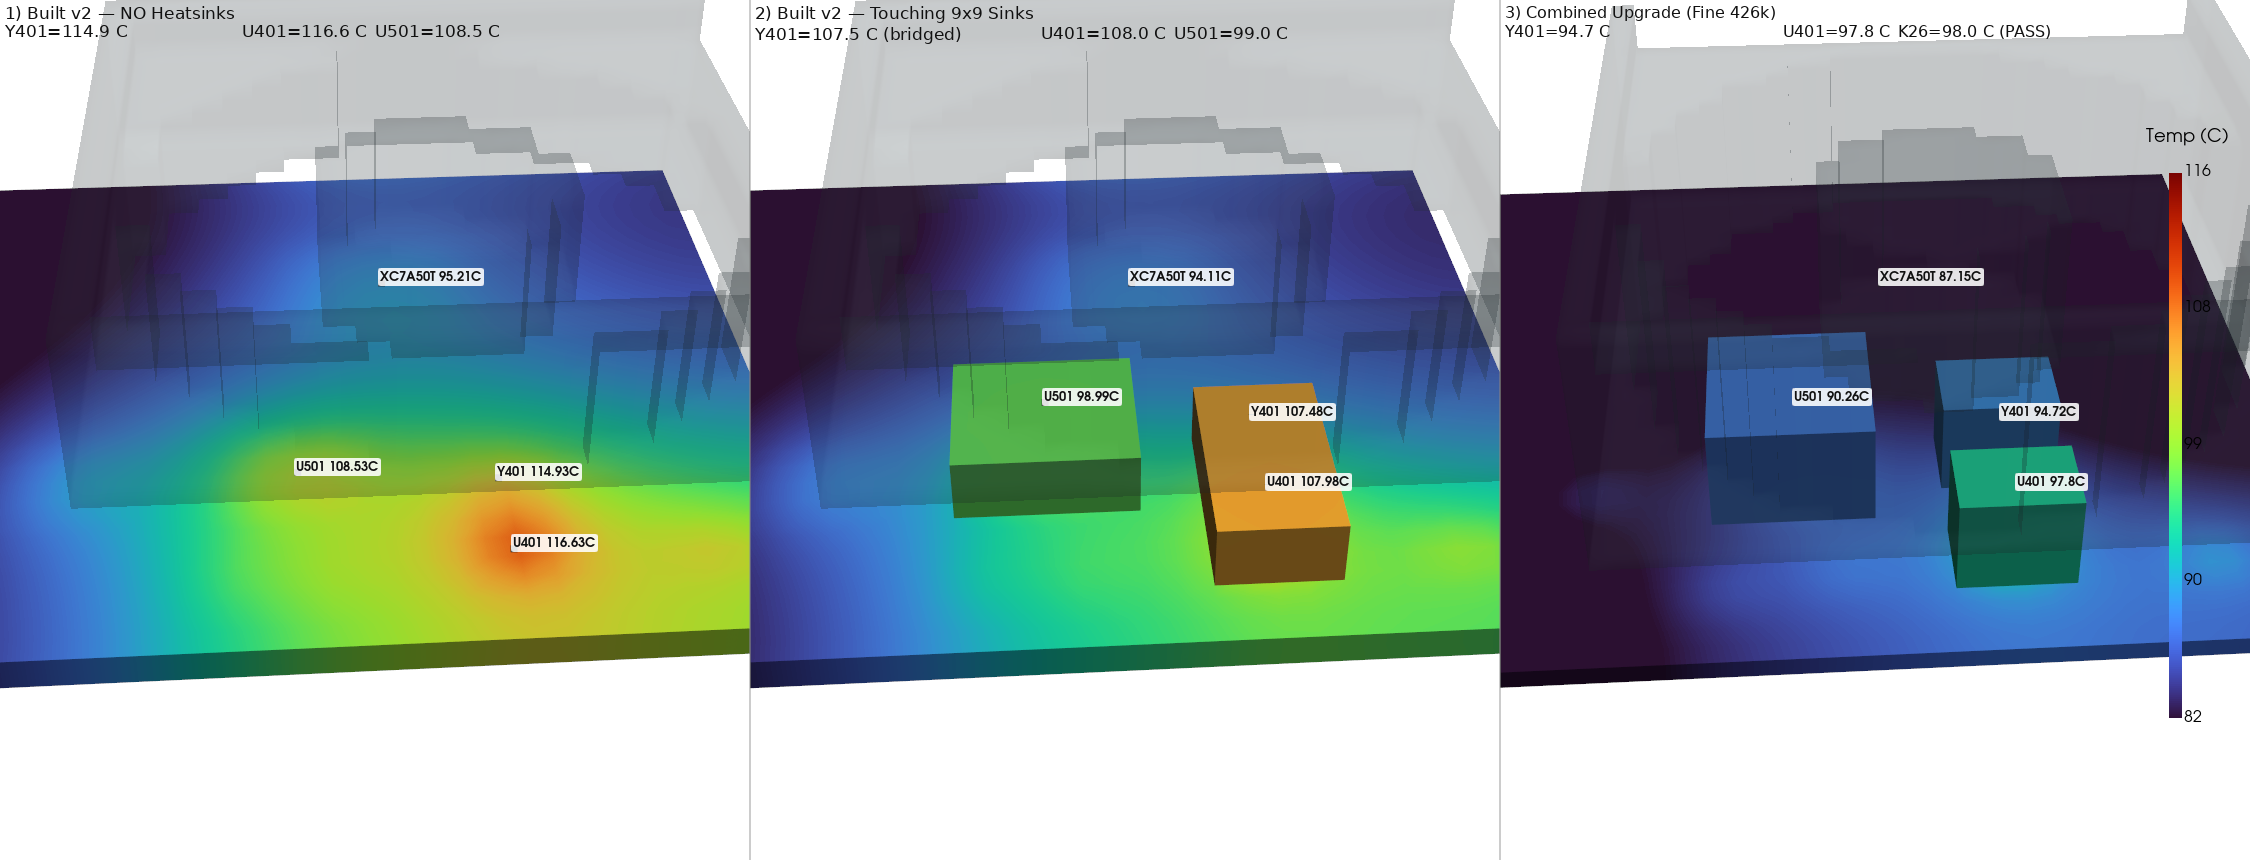 1) Built v2 — NO Heatsinks
Y401=114.9 C U401=116.6 C U501=108.5 C
XC7A50T 95.21C
U501 108.53C
Y401 114.93C
U401 116.63C
2) Built v2 — Touching 9x9 Sinks
Y401=107.5 C (bridged) U401=108.0 C U501=99.0 C
XC7A50T 94.11C
U501 98.99C
Y401 107.48C
U401 107.98C
3) Combined Upgrade (Fine 426k)
Y401=94.7 C U401=97.8 C K26=98.0 C (PASS)
XC7A50T 87.15C
U501 90.26C
Y401 94.72C
U401 97.8C
Temp (C)
116
108
99
90
82